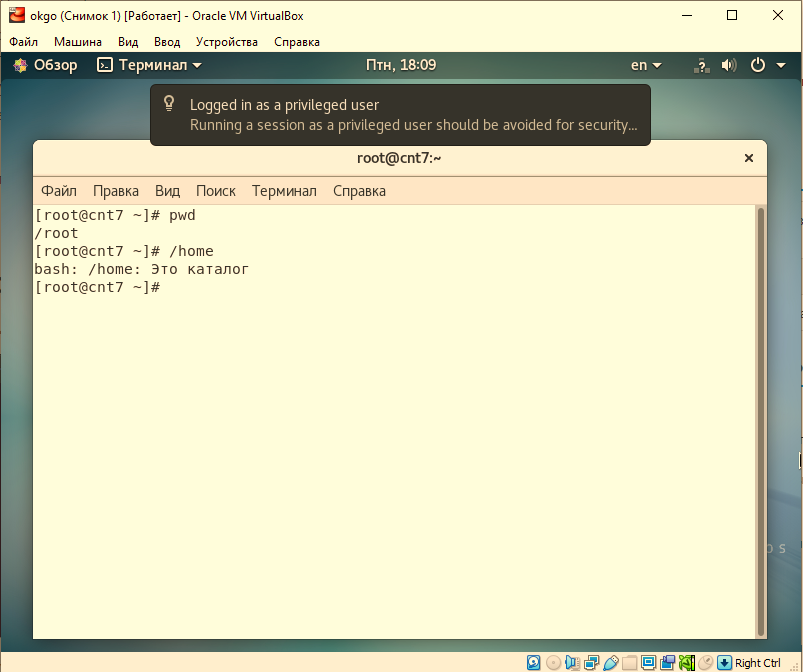 okgo (Снимок 1) [Работает] - Oracle VM VirtualBox
Файл Машина Вид Ввод Устройства Справка
Обзор Терминал Птн, 18:09 en
Logged in as a privileged user
Running a session as a privileged user should be avoided for security...
root@cnt7:~
Файл Правка Вид Поиск Терминал Справка
[root@cnt7 ~]# pwd
/root
[root@cnt7 ~]# /home
bash: /home: Это каталог
[root@cnt7 ~]#
Right Ctrl